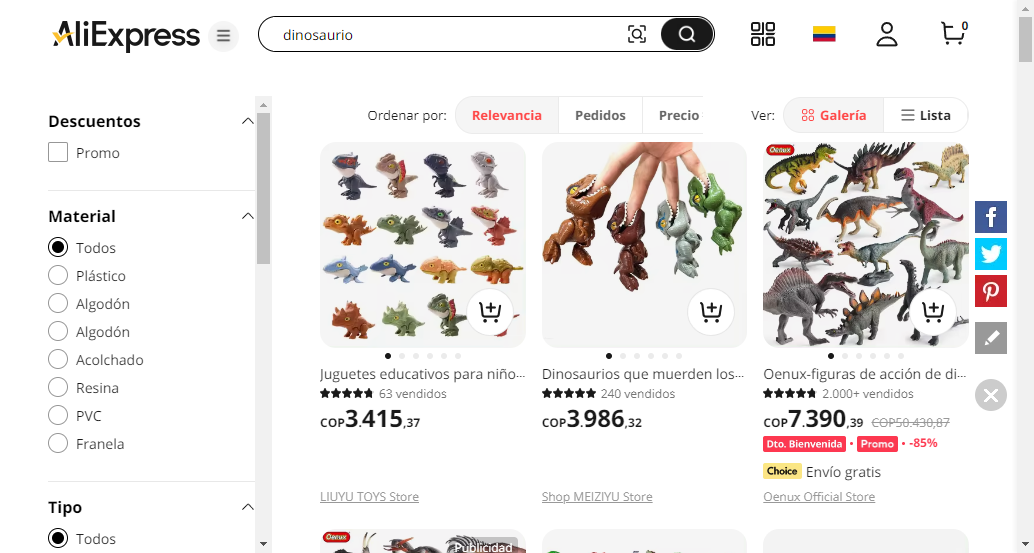 AliExpress
dinosaurio
0
Descuentos
Promo
Material
Todos
Plástico
Algodón
Algodón
Acolchado
Resina
PVC
Franela
Tipo
Todos
Ordenar por:
Relevancia
Pedidos
Precio
Ver:
Galería
Lista
Juguetes educativos para niño...
63 vendidos
COP3.415,37
LIUYU TOYS Store
Dinosaurios que muerden los...
240 vendidos
COP3.986,32
Shop MEIZIYU Store
Oenux
Oenux-figuras de acción de di...
2.000+ vendidos
COP7.390,39 COP50.430,87
Dto. Bienvenida • Promo • -85%
Choice Envío gratis
Oenux Official Store
Oenux
Publicidad